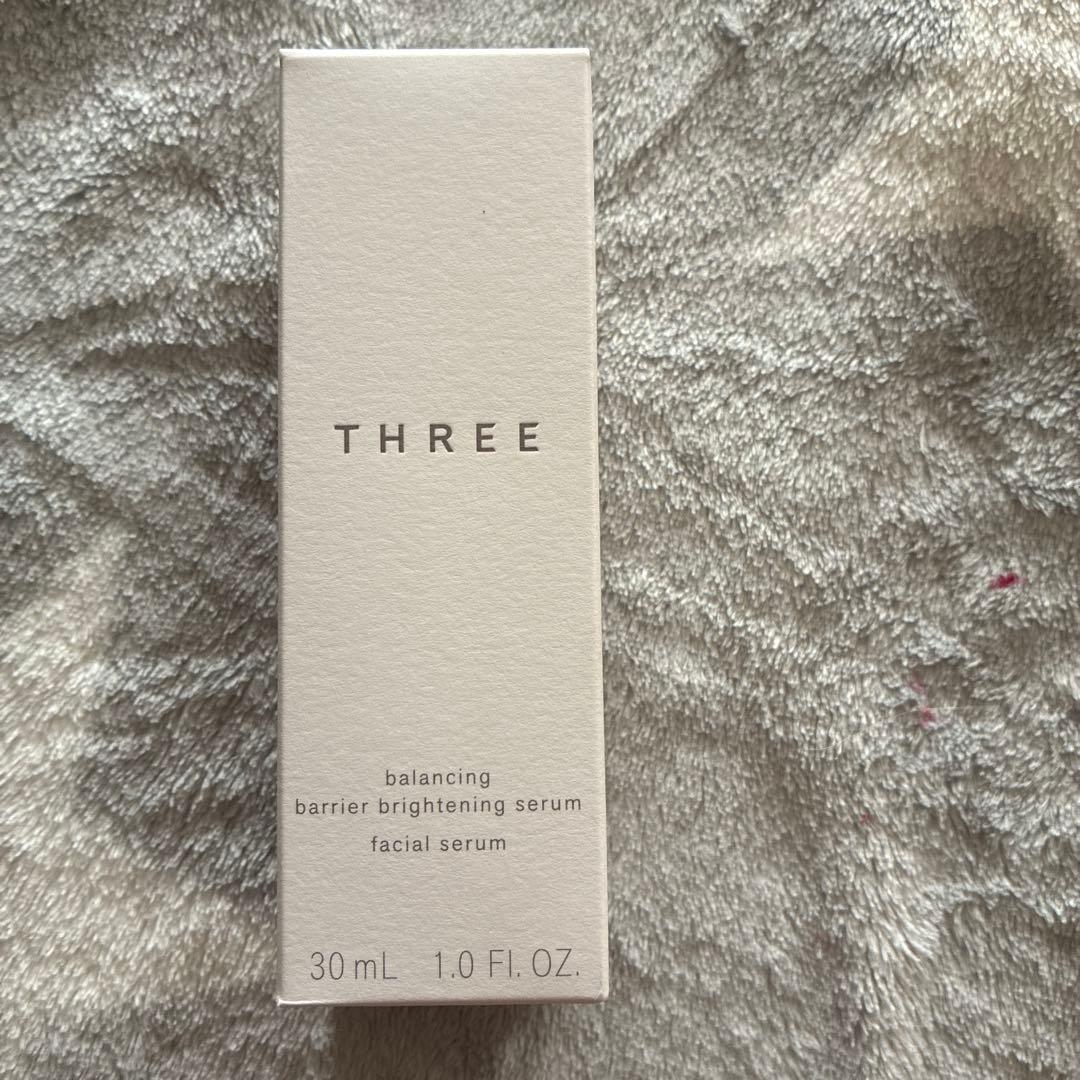 THREE
balancing
barrier brightening serum
facial serum
30 mL 1.0 Fl. OZ.